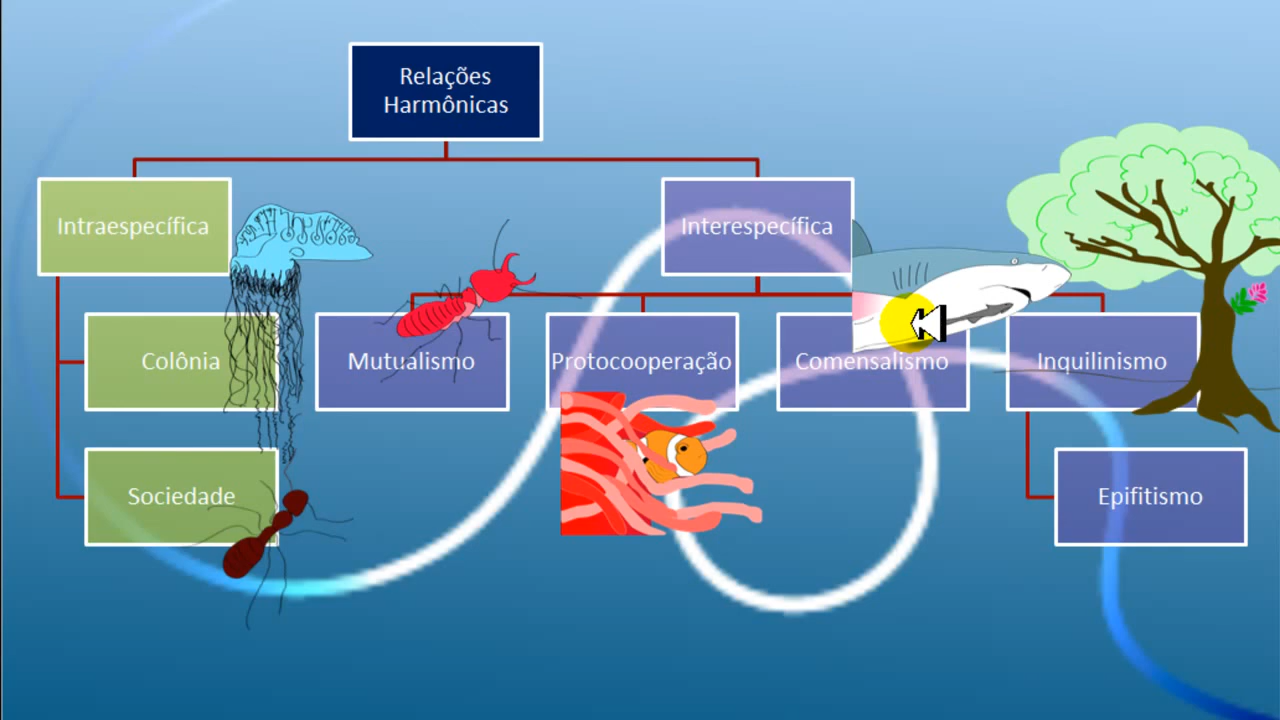 Relações
Harmônicas
Intraespecífica
Interespecífica
Colônia
Mutualismo
Protocooperação
Comensalismo
Inquilinismo
Sociedade
Epifitismo